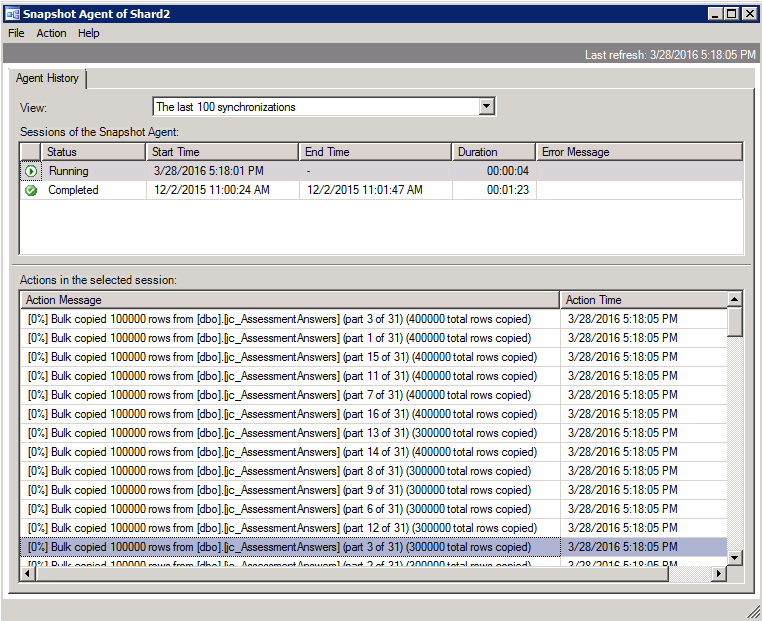 Snapshot Agent of Shard2
File Action Help
Last refresh: 3/28/2016 5:18:05 PM
Agent History
View: The last 100 synchronizations
Sessions of the Snapshot Agent:
Status Start Time End Time Duration Error Message
Running 3/28/2016 5:18:01 PM - 00:00:04
Completed 12/2/2015 11:00:24 AM 12/2/2015 11:01:47 AM 00:01:23
Actions in the selected session:
Action Message Action Time
[0%] Bulk copied 100000 rows from [dbo].[jc_AssessmentAnswers] (part 3 of 31) (400000 total rows copied) 3/28/2016 5:18:05 PM
[0%] Bulk copied 100000 rows from [dbo].[jc_AssessmentAnswers] (part 1 of 31) (400000 total rows copied) 3/28/2016 5:18:05 PM
[0%] Bulk copied 100000 rows from [dbo].[jc_AssessmentAnswers] (part 15 of 31) (400000 total rows copied) 3/28/2016 5:18:05 PM
[0%] Bulk copied 100000 rows from [dbo].[jc_AssessmentAnswers] (part 11 of 31) (400000 total rows copied) 3/28/2016 5:18:05 PM
[0%] Bulk copied 100000 rows from [dbo].[jc_AssessmentAnswers] (part 7 of 31) (400000 total rows copied) 3/28/2016 5:18:05 PM
[0%] Bulk copied 100000 rows from [dbo].[jc_AssessmentAnswers] (part 16 of 31) (400000 total rows copied) 3/28/2016 5:18:05 PM
[0%] Bulk copied 100000 rows from [dbo].[jc_AssessmentAnswers] (part 13 of 31) (300000 total rows copied) 3/28/2016 5:18:05 PM
[0%] Bulk copied 100000 rows from [dbo].[jc_AssessmentAnswers] (part 14 of 31) (400000 total rows copied) 3/28/2016 5:18:05 PM
[0%] Bulk copied 100000 rows from [dbo].[jc_AssessmentAnswers] (part 8 of 31) (300000 total rows copied) 3/28/2016 5:18:05 PM
[0%] Bulk copied 100000 rows from [dbo].[jc_AssessmentAnswers] (part 9 of 31) (300000 total rows copied) 3/28/2016 5:18:05 PM
[0%] Bulk copied 100000 rows from [dbo].[jc_AssessmentAnswers] (part 6 of 31) (300000 total rows copied) 3/28/2016 5:18:05 PM
[0%] Bulk copied 100000 rows from [dbo].[jc_AssessmentAnswers] (part 12 of 31) (300000 total rows copied) 3/28/2016 5:18:05 PM
[0%] Bulk copied 100000 rows from [dbo].[jc_AssessmentAnswers] (part 3 of 31) (300000 total rows copied) 3/28/2016 5:18:05 PM